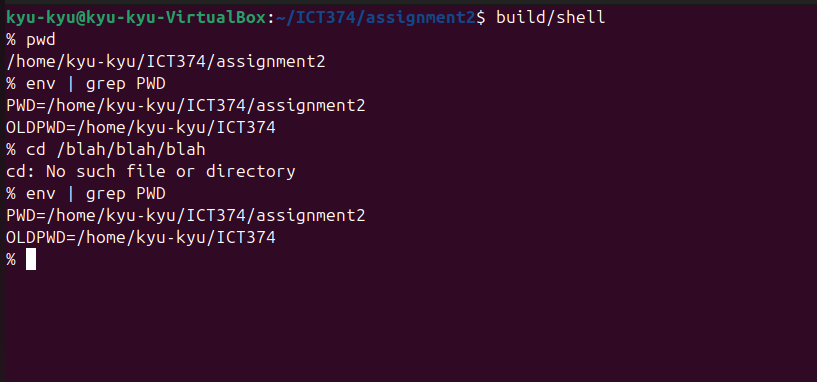 kyu-kyu@kyu-kyu-VirtualBox:~/ICT374/assignment2$ build/shell
% pwd
/home/kyu-kyu/ICT374/assignment2
% env | grep PWD
PWD=/home/kyu-kyu/ICT374/assignment2
OLDPWD=/home/kyu-kyu/ICT374
% cd /blah/blah/blah
cd: No such file or directory
% env | grep PWD
PWD=/home/kyu-kyu/ICT374/assignment2
OLDPWD=/home/kyu-kyu/ICT374
%